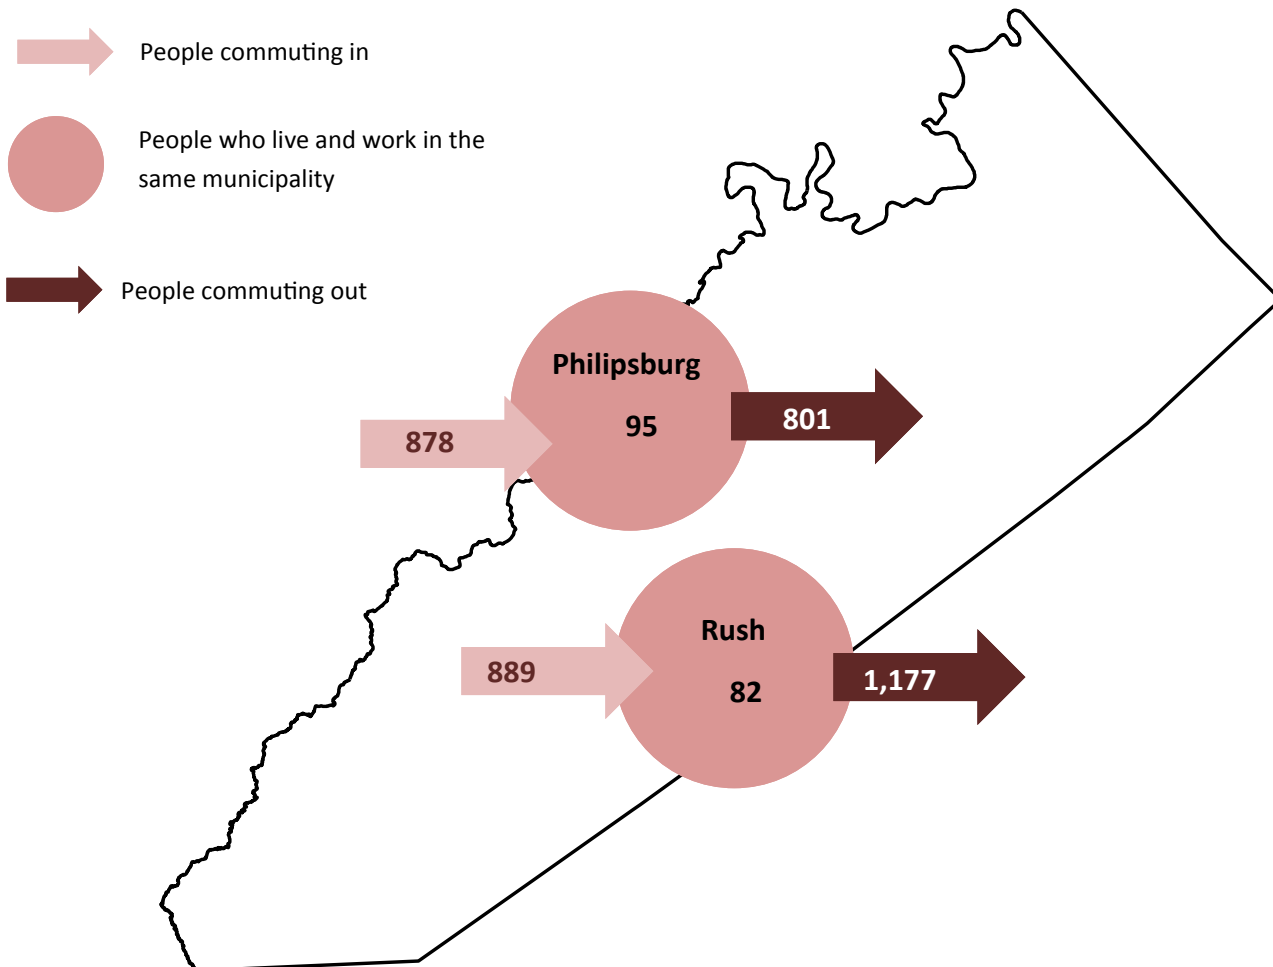 People commuting in
People who live and work in the
same municipality
People commuting out
Philipsburg
95
801
878
Rush
82
889
1,177